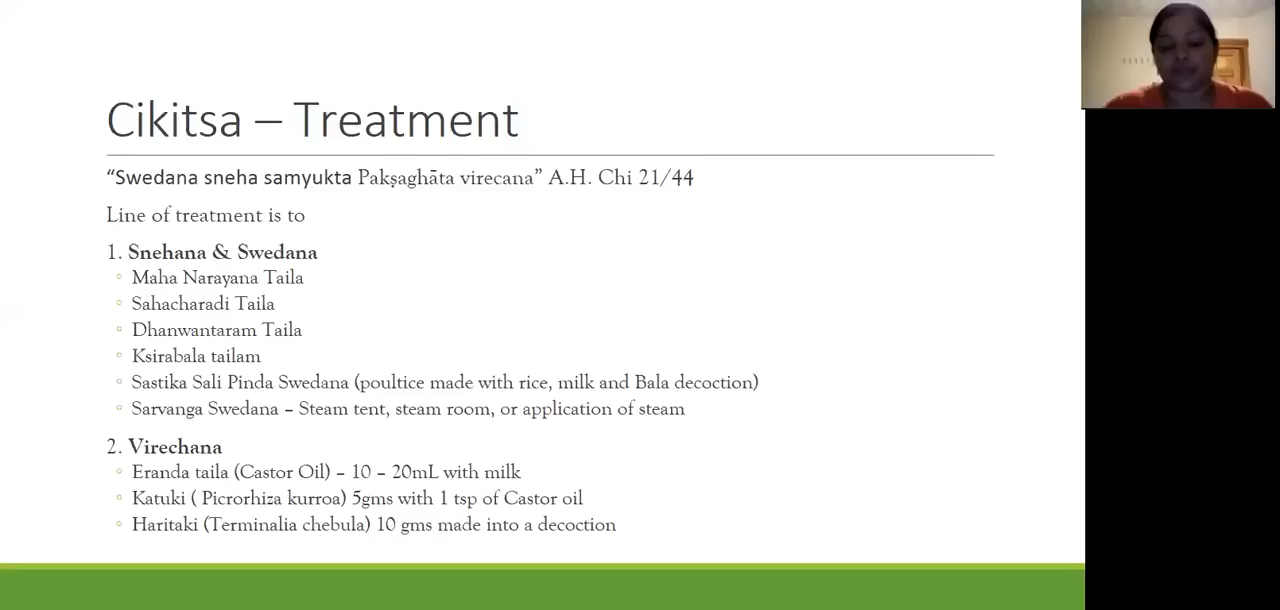 Cikitsa – Treatment
“Swedana sneha samyukta Pakṣaghāta virecana” A.H. Chi 21/44
Line of treatment is to
1. Snehana & Swedana
◦ Maha Narayana Taila
◦ Sahacharadi Taila
◦ Dhanwantaram Taila
◦ Ksirabala tailam
◦ Sastika Sali Pinda Swedana (poultice made with rice, milk and Bala decoction)
◦ Sarvanga Swedana – Steam tent, steam room, or application of steam
2. Virechana
◦ Eranda taila (Castor Oil) – 10 – 20mL with milk
◦ Katuki ( Picrorhiza kurroa) 5gms with 1 tsp of Castor oil
◦ Haritaki (Terminalia chebula) 10 gms made into a decoction